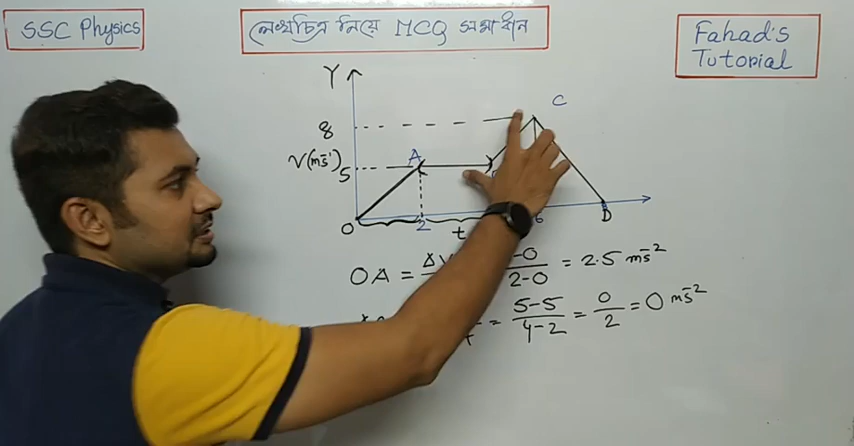 SSC Physics
লেখচিত্র নিয়ে MCQ সমাধান
Fahad's
Tutorial
Y
C
8
V(ms⁻¹)
5
A
O
2
6
D
t
OA = -0 / 2-0 = 2.5 ms⁻²
= 5-5 / 4-2 = 0 / 2 = 0 ms⁻²